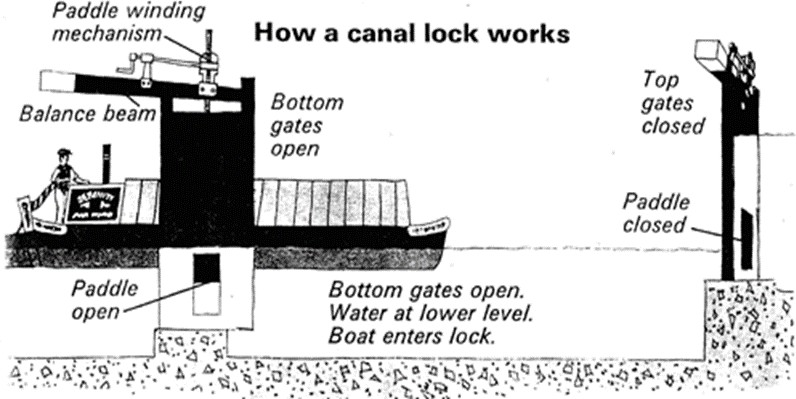 Paddle winding
mechanism
How a canal lock works
Balance beam
Bottom
gates
open
Top
gates
closed
Paddle
closed
Paddle
open
Bottom gates open.
Water at lower level.
Boat enters lock.